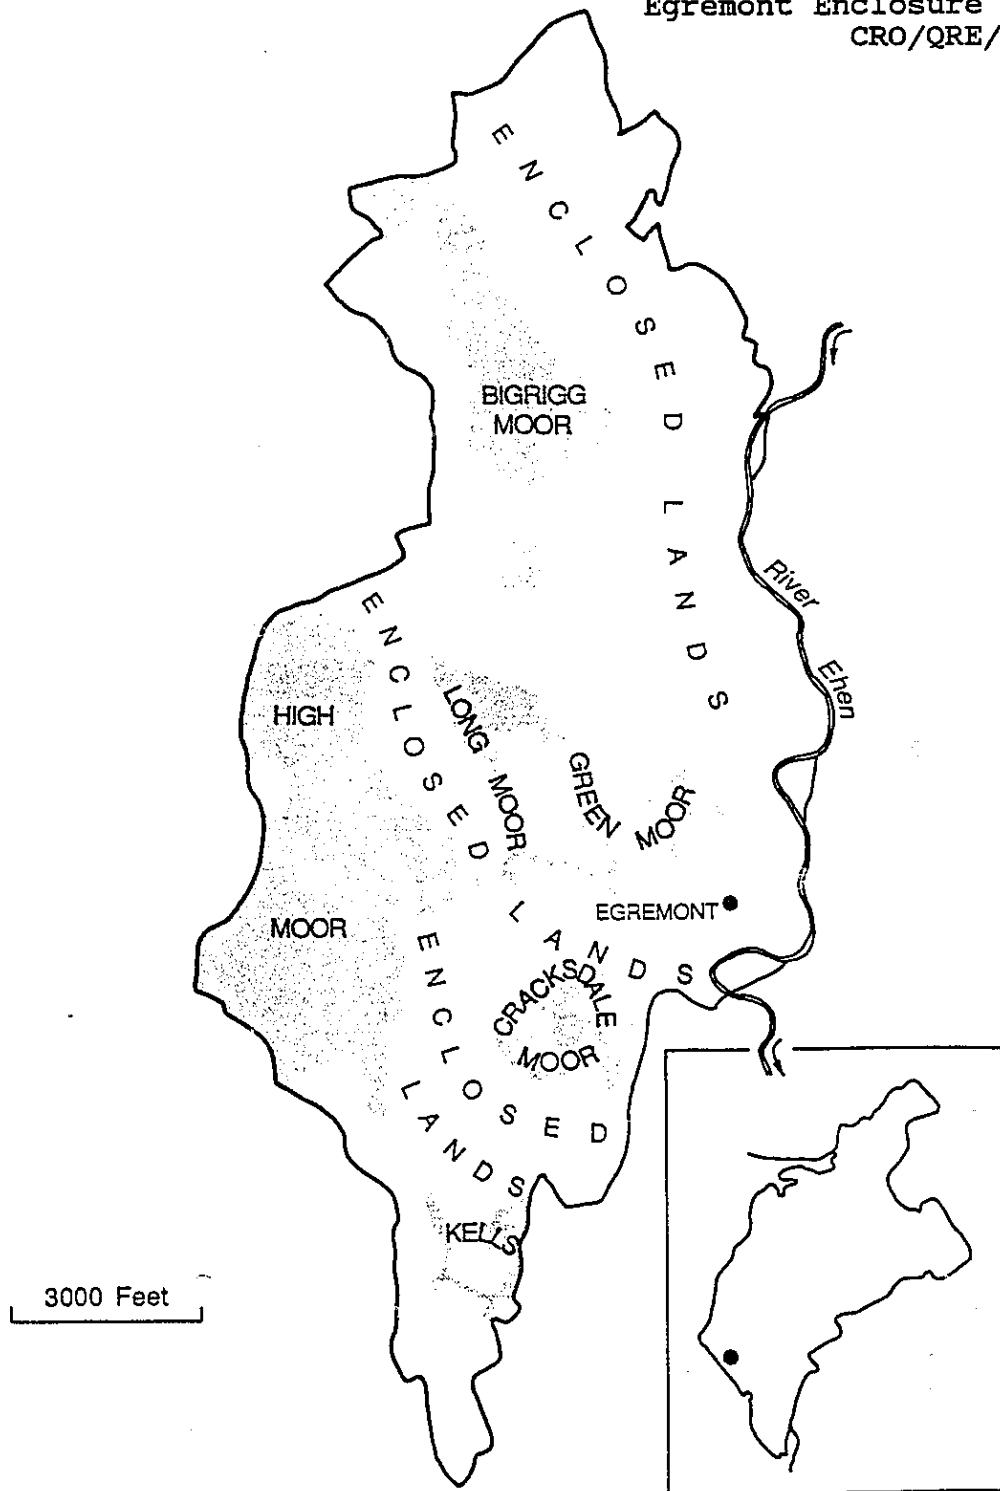 Egremont Enclosure
CRO/QRE/
ENCLOSED LANDS
BIGRIGG
MOOR
River Ehen
HIGH MOOR
ENCLOSED LANDS
LONG MOOR
GREEN MOOR
EGREMONT
CRACKSDALE
MOOR
ENCLOSED
LANDS
KELLS
3000 Feet